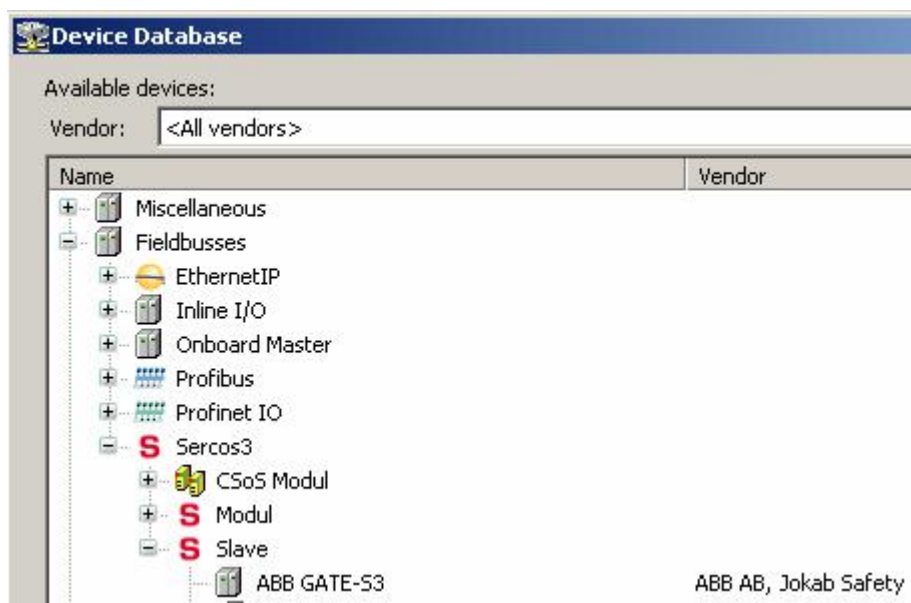 Device Database
Available devices:
Vendor: <All vendors>
Name Vendor
Miscellaneous
Fieldbusses
EthernetIP
Inline I/O
Onboard Master
Profibus
Profinet IO
S Sercos3
CSoS Modul
S Modul
S Slave
ABB GATE-S3 ABB AB, Jokab Safety